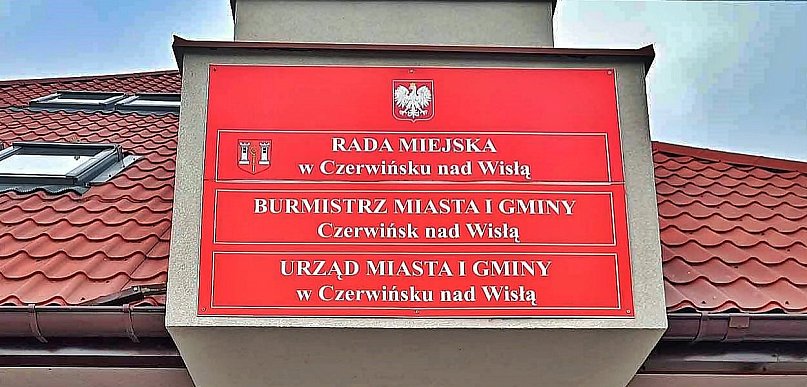 RADA MIEJSKA
w Czerwińsku nad Wisłą
BURMISTRZ MIASTA I GMINY
Czerwińsk nad Wisłą
URZĄD MIASTA I GMINY
w Czerwińsku nad Wisłą